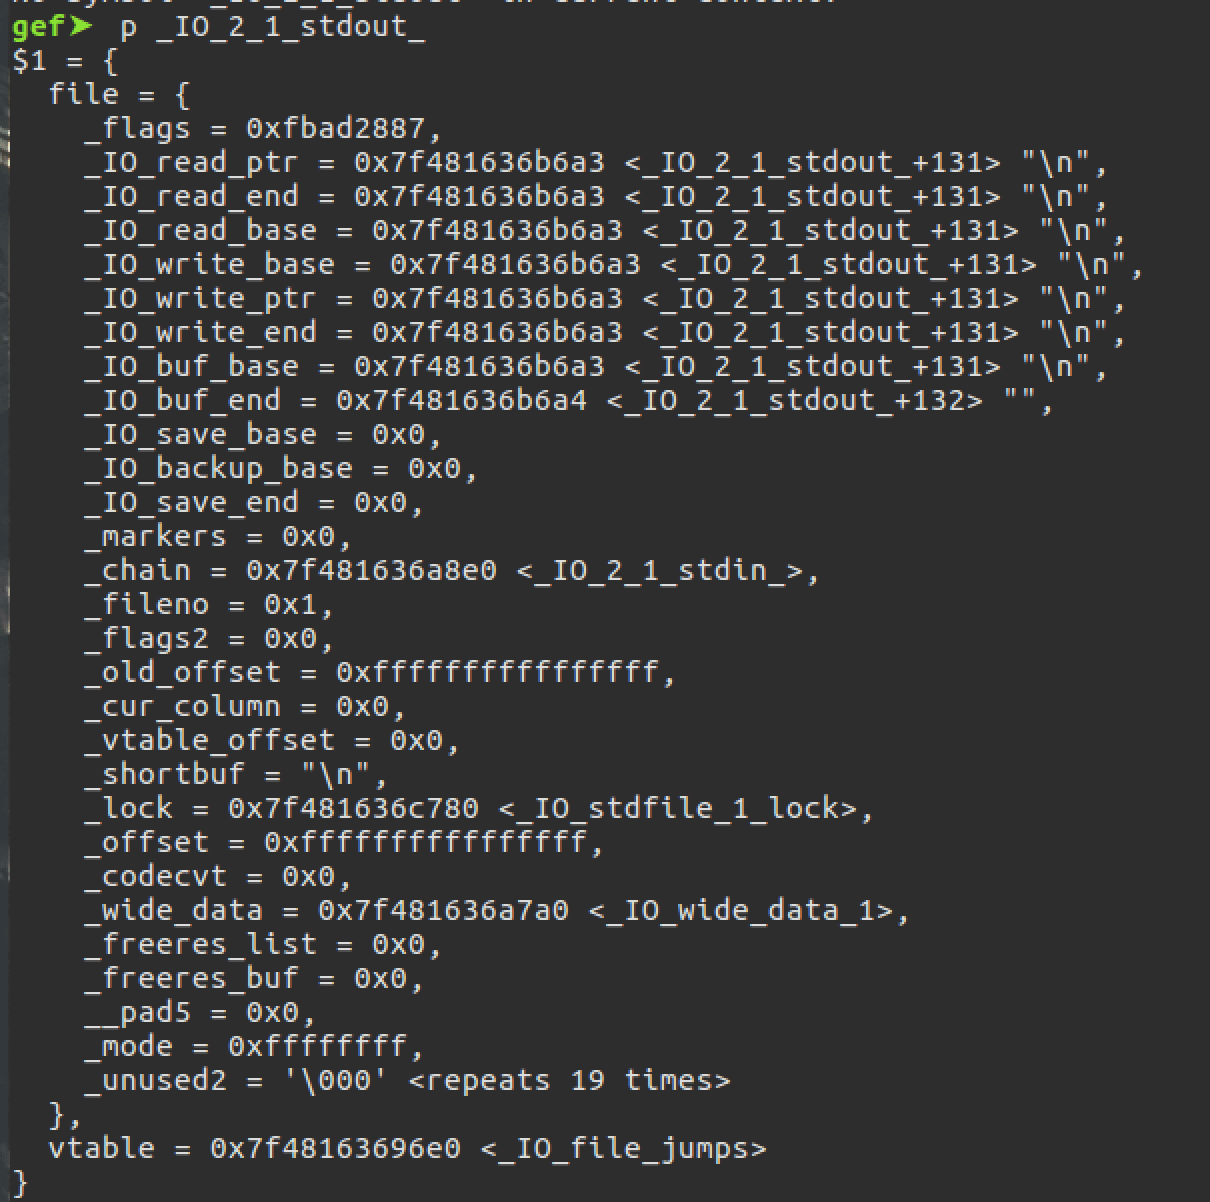 gef➤  p _IO_2_1_stdout_
$1 = {
  file = {
    _flags = 0xfbad2887,
    _IO_read_ptr = 0x7f481636b6a3 <_IO_2_1_stdout_+131> "\n",
    _IO_read_end = 0x7f481636b6a3 <_IO_2_1_stdout_+131> "\n",
    _IO_read_base = 0x7f481636b6a3 <_IO_2_1_stdout_+131> "\n",
    _IO_write_base = 0x7f481636b6a3 <_IO_2_1_stdout_+131> "\n",
    _IO_write_ptr = 0x7f481636b6a3 <_IO_2_1_stdout_+131> "\n",
    _IO_write_end = 0x7f481636b6a3 <_IO_2_1_stdout_+131> "\n",
    _IO_buf_base = 0x7f481636b6a3 <_IO_2_1_stdout_+131> "\n",
    _IO_buf_end = 0x7f481636b6a4 <_IO_2_1_stdout_+132> "",
    _IO_save_base = 0x0,
    _IO_backup_base = 0x0,
    _IO_save_end = 0x0,
    _markers = 0x0,
    _chain = 0x7f481636a8e0 <_IO_2_1_stdin_>,
    _fileno = 0x1,
    _flags2 = 0x0,
    _old_offset = 0xffffffffffffffff,
    _cur_column = 0x0,
    _vtable_offset = 0x0,
    _shortbuf = "\n",
    _lock = 0x7f481636c780 <_IO_stdfile_1_lock>,
    _offset = 0xffffffffffffffff,
    _codecvt = 0x0,
    _wide_data = 0x7f481636a7a0 <_IO_wide_data_1>,
    _freeres_list = 0x0,
    _freeres_buf = 0x0,
    __pad5 = 0x0,
    _mode = 0xffffffff,
    _unused2 = '\000' <repeats 19 times>
  },
  vtable = 0x7f48163696e0 <_IO_file_jumps>
}